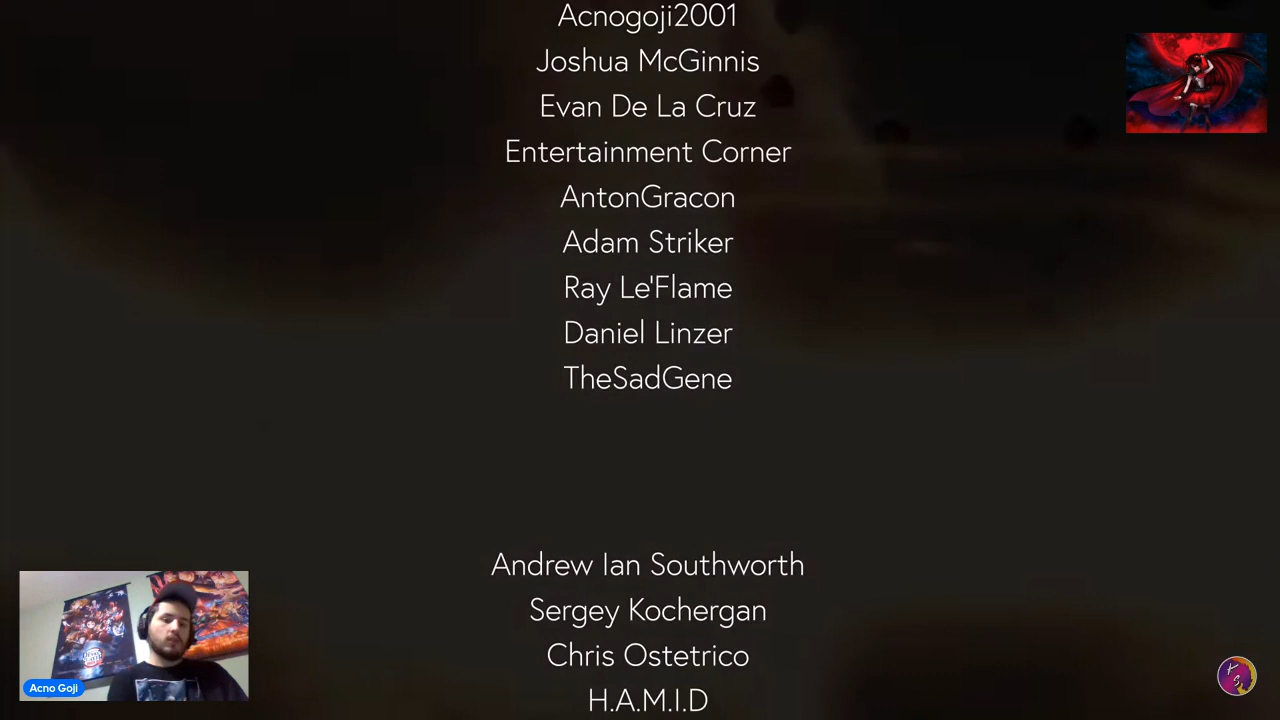 Acnogoji2001
Joshua McGinnis
Evan De La Cruz
Entertainment Corner
AntonGracon
Adam Striker
Ray Le'Flame
Daniel Linzer
TheSadGene
Andrew Ian Southworth
Sergey Kochergan
Chris Ostetrico
H.A.M.I.D
Acno Goji